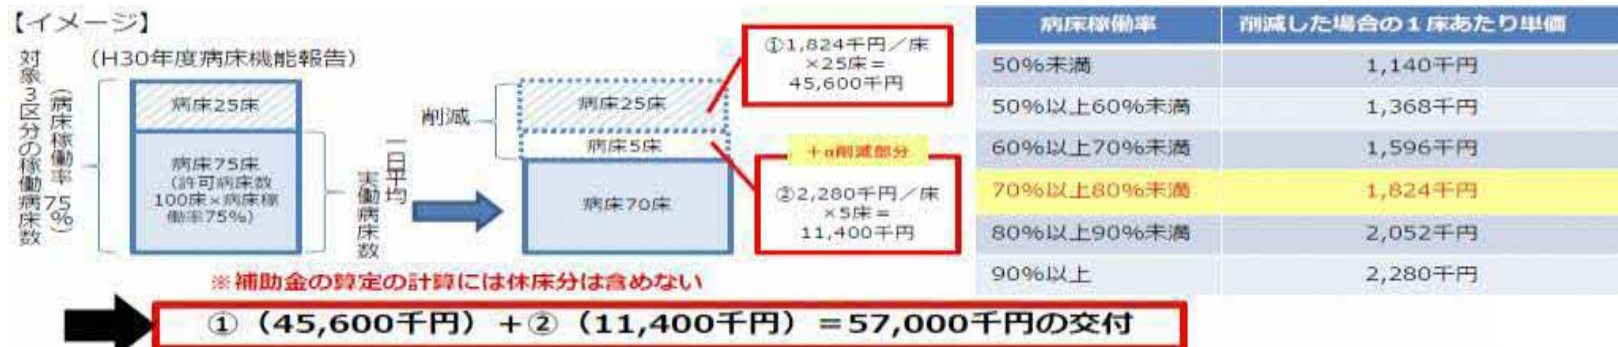 【イメージ】
(H30年度病床機能報告)
対象3区分の稼働病床数
(病床稼働率75%)
病床25床
病床75床
(許可病床数
100床×病床稼
働率75%)
一日平均
実働病床数
削減
病床25床
病床5床
病床70床
①1,824千円/床
×25床=
45,600千円
+α削減部分
②2,280千円/床
×5床=
11,400千円
※補助金の算定の計算には休床分は含めない
①(45,600千円)+②(11,400千円)=57,000千円の交付
病床稼働率 削減した場合の1床あたり単価
50%未満 1,140千円
50%以上60%未満 1,368千円
60%以上70%未満 1,596千円
70%以上80%未満 1,824千円
80%以上90%未満 2,052千円
90%以上 2,280千円